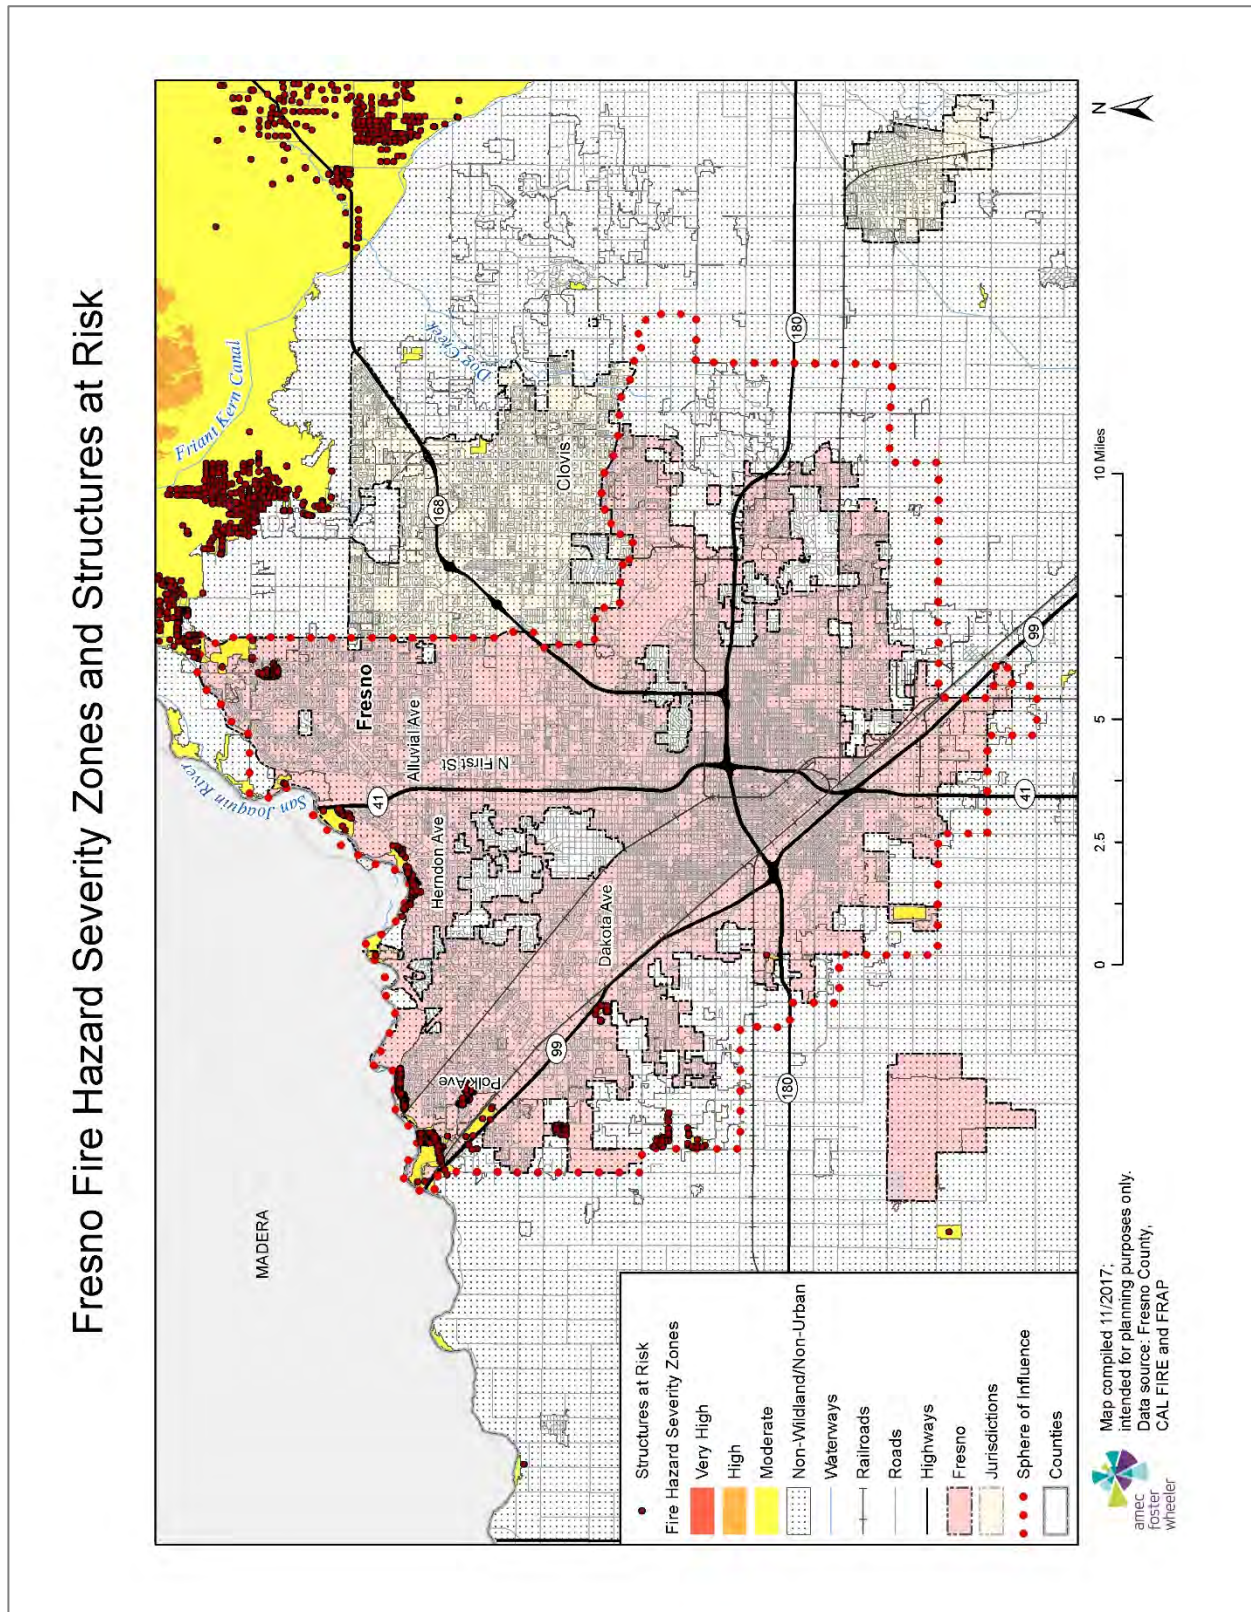 Fresno Fire Hazard Severity Zones and Structures at Risk
MADERA
San Joaquin River
Friant Kern Canal
Dog Creek
Fresno
Clovis
Alluvial Ave
N First St
Herndon Ave
Polk Ave
Dakota Ave
41
168
99
180
180
180
99
41
Structures at Risk
Fire Hazard Severity Zones
Very High
High
Moderate
Non-Wildland/Non-Urban
Waterways
Railroads
Roads
Highways
Fresno
Jurisdictions
Sphere of Influence
Counties
amec
foster
wheeler
Map compiled 11/2017;
intended for planning purposes only.
Data source: Fresno County,
CAL FIRE and FRAP
0
2.5
5
10 Miles
N